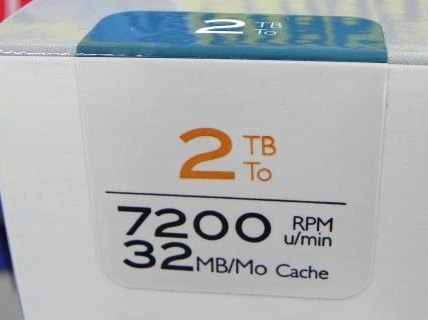 2 TB
To
2 TB
To
7200 RPM
u/min
32 MB/Mo Cache